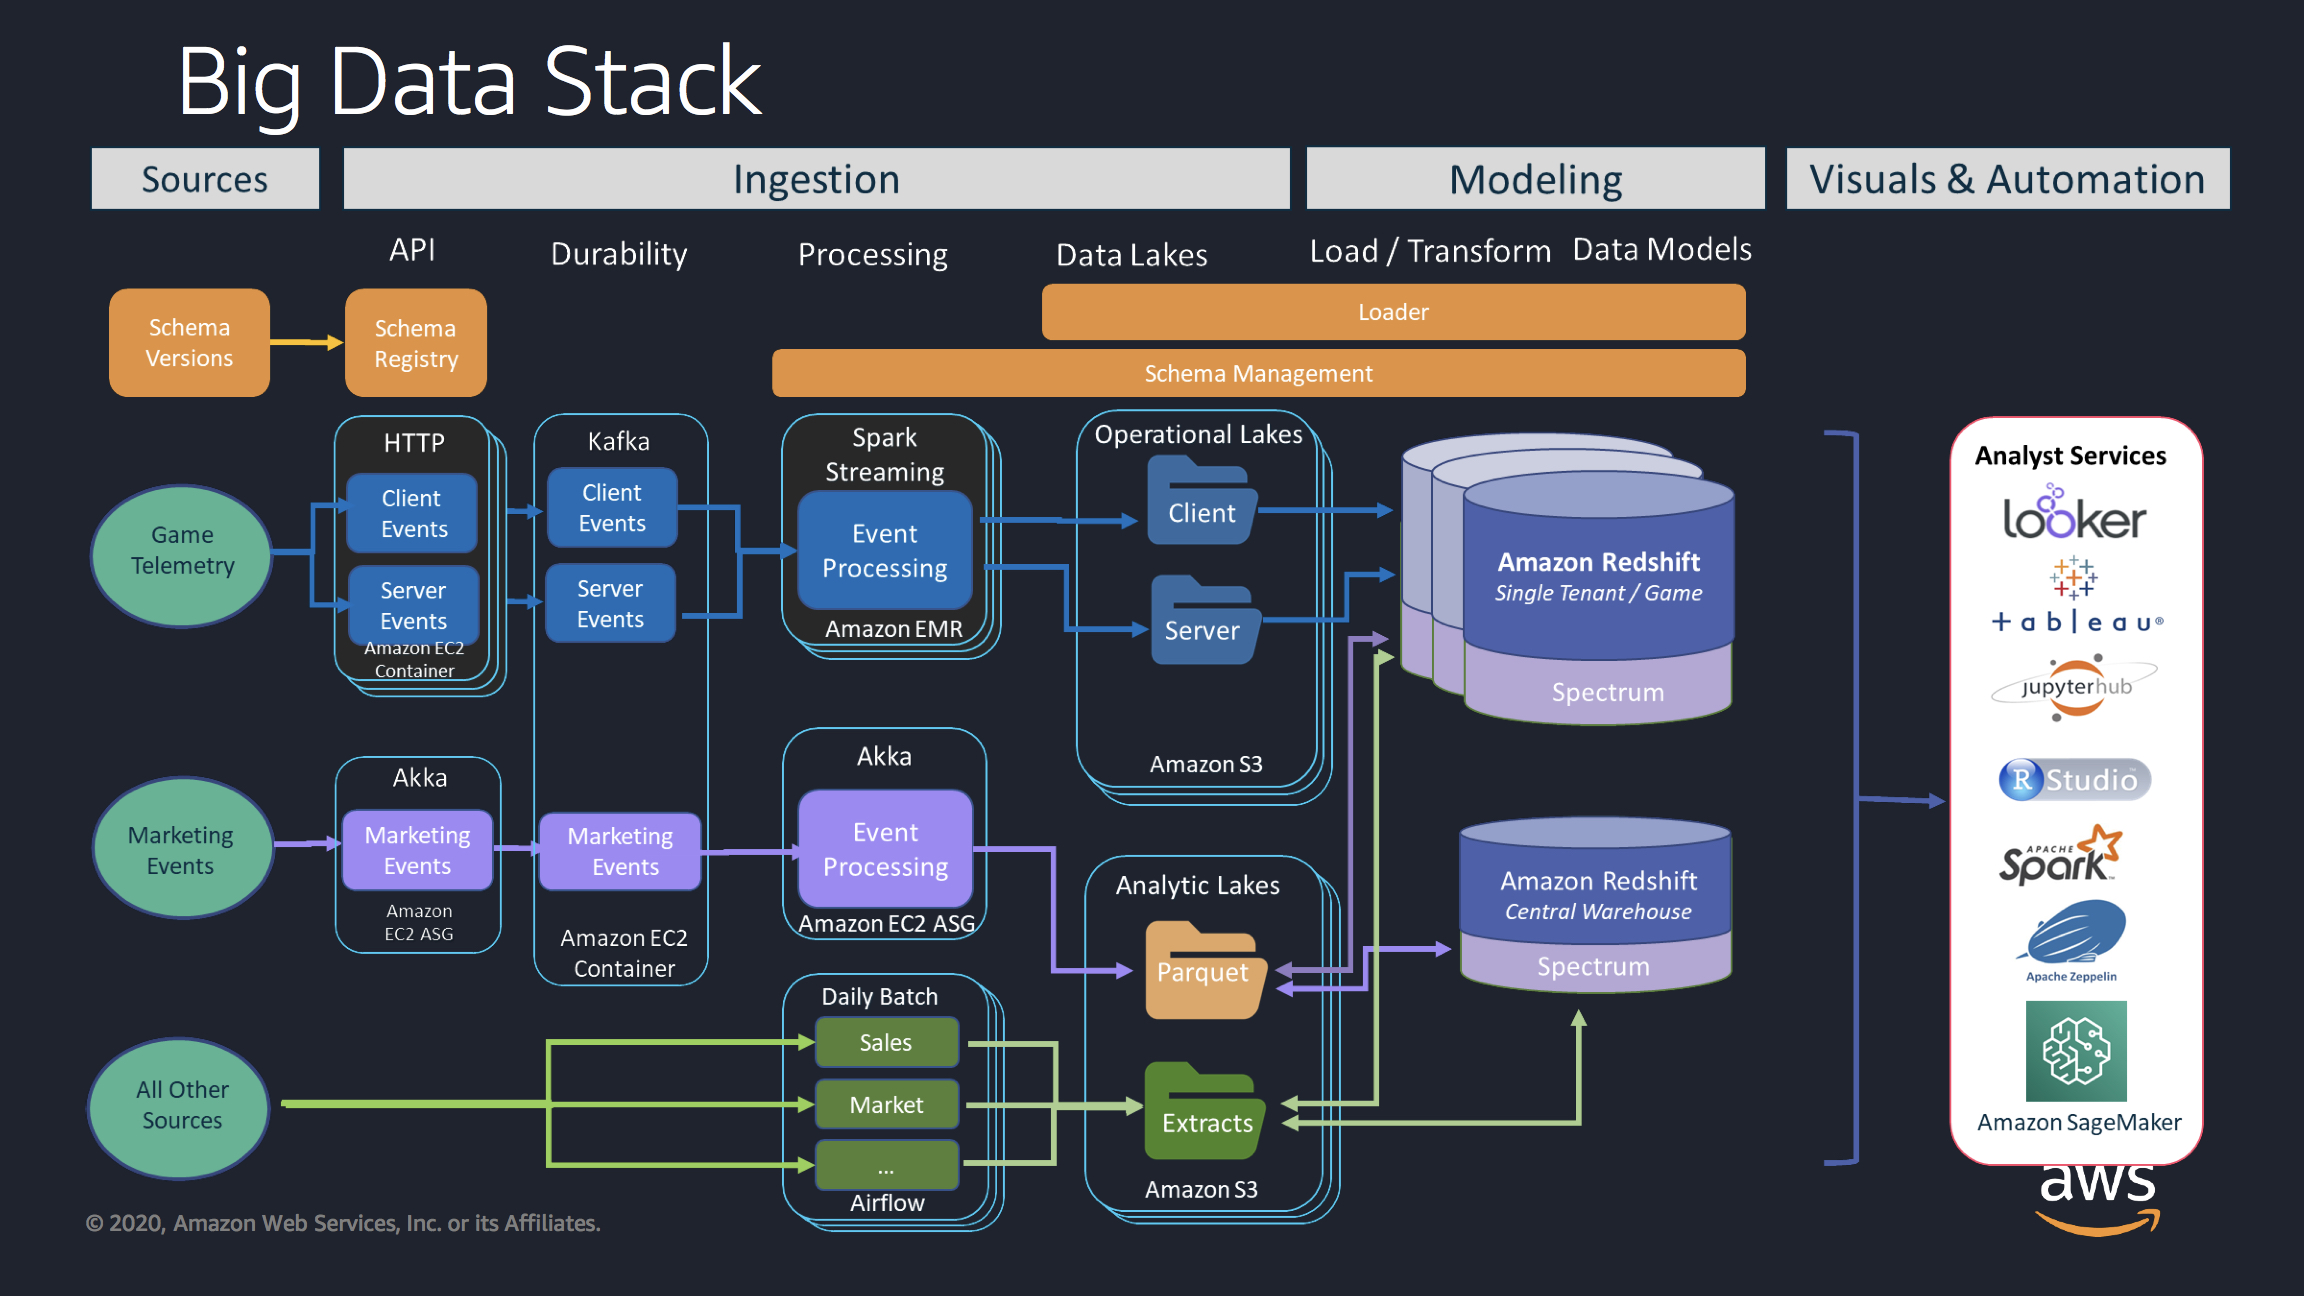 Big Data Stack
Sources
Ingestion
Modeling
Visuals & Automation
API
Durability
Processing
Data Lakes
Load / Transform
Data Models
Schema
Versions
Schema
Registry
Loader
Schema Management
Game
Telemetry
HTTP
Client
Events
Server
Events
Amazon EC2
Container
Kafka
Client
Events
Server
Events
Marketing
Events
Amazon EC2
Container
Spark
Streaming
Event
Processing
Amazon EMR
Operational Lakes
Client
Server
Amazon S3
Amazon Redshift
Single Tenant / Game
Spectrum
Marketing
Events
Akka
Marketing
Events
Amazon
EC2 ASG
Akka
Event
Processing
Amazon EC2 ASG
Analytic Lakes
Parquet
Extracts
Amazon S3
Amazon Redshift
Central Warehouse
Spectrum
All Other
Sources
Daily Batch
Sales
Market
...
Airflow
Analyst Services
looker
+ a b l e a u®
jupyterhub
R Studio
APACHE
Spark™
Apache Zeppelin
Amazon SageMaker
aws
© 2020, Amazon Web Services, Inc. or its Affiliates.